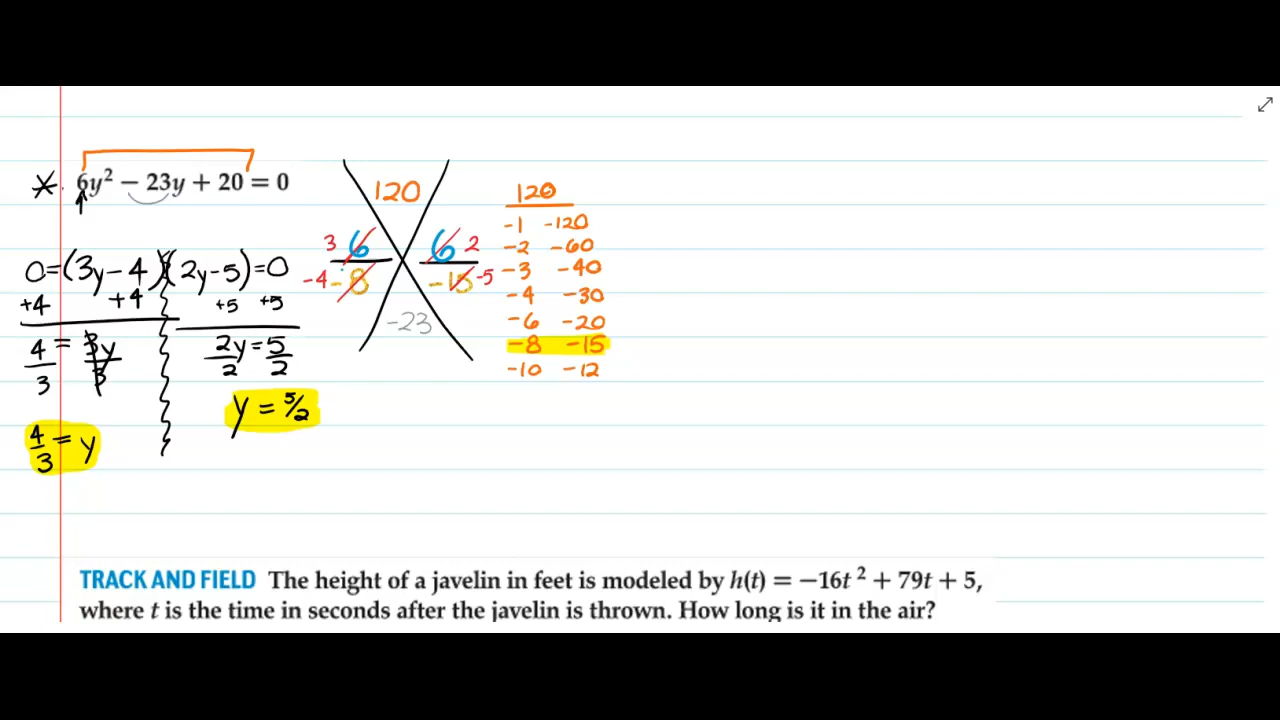 * 6y² − 23y + 20 = 0
0=(3y-4)(2y-5)=0
+4 +4 +5 +5
4/3 = 3y/3 2y/2=5/2
y = 5/2
4/3 = y
120
3 6 6 2
-4 -8 -15 -5
-23
120
-1 -120
-2 -60
-3 -40
-4 -30
-6 -20
-8 -15
-10 -12
TRACK AND FIELD The height of a javelin in feet is modeled by h(t) = −16t² + 79t + 5,
where t is the time in seconds after the javelin is thrown. How long is it in the air?